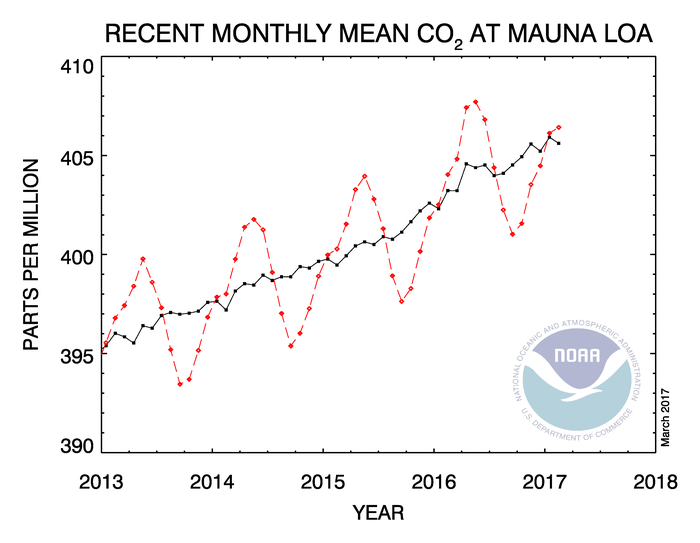 RECENT MONTHLY MEAN CO₂ AT MAUNA LOA
PARTS PER MILLION
410
405
400
395
390
2013 2014 2015 2016 2017 2018
YEAR
NATIONAL OCEANIC AND ATMOSPHERIC ADMINISTRATION
NOAA
U.S. DEPARTMENT OF COMMERCE
March 2017